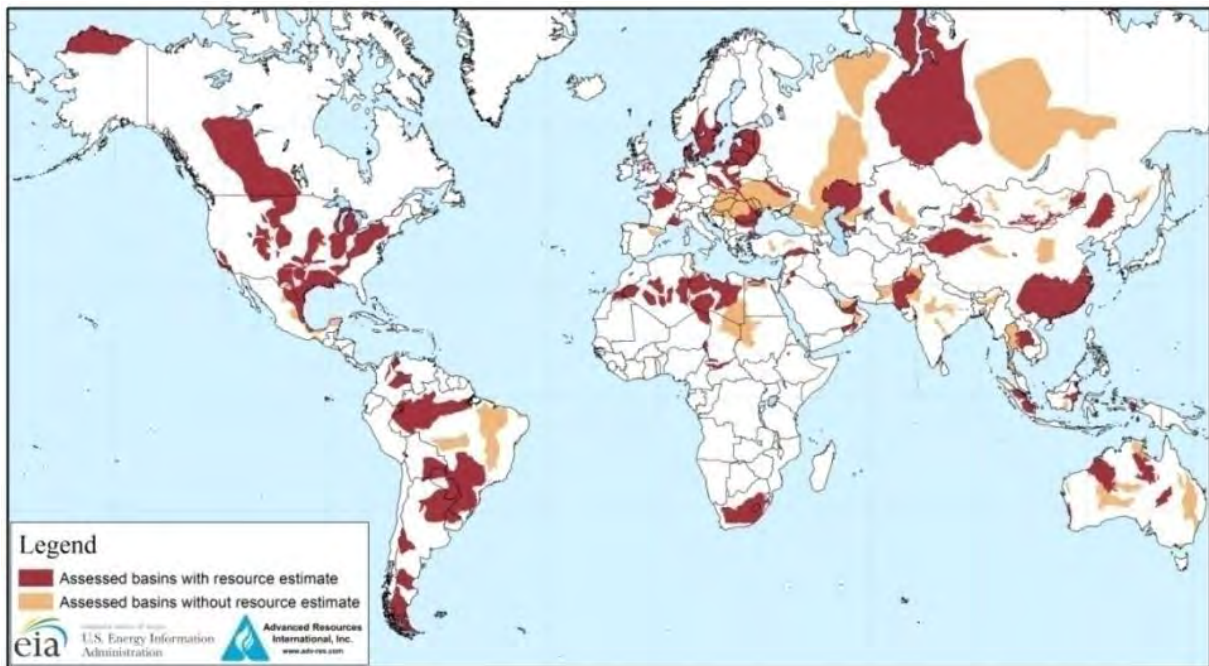 Legend
Assessed basins with resource estimate
Assessed basins without resource estimate
eia
U.S. Energy Information
Administration
Advanced Resources
International, Inc.
www.adv-res.com